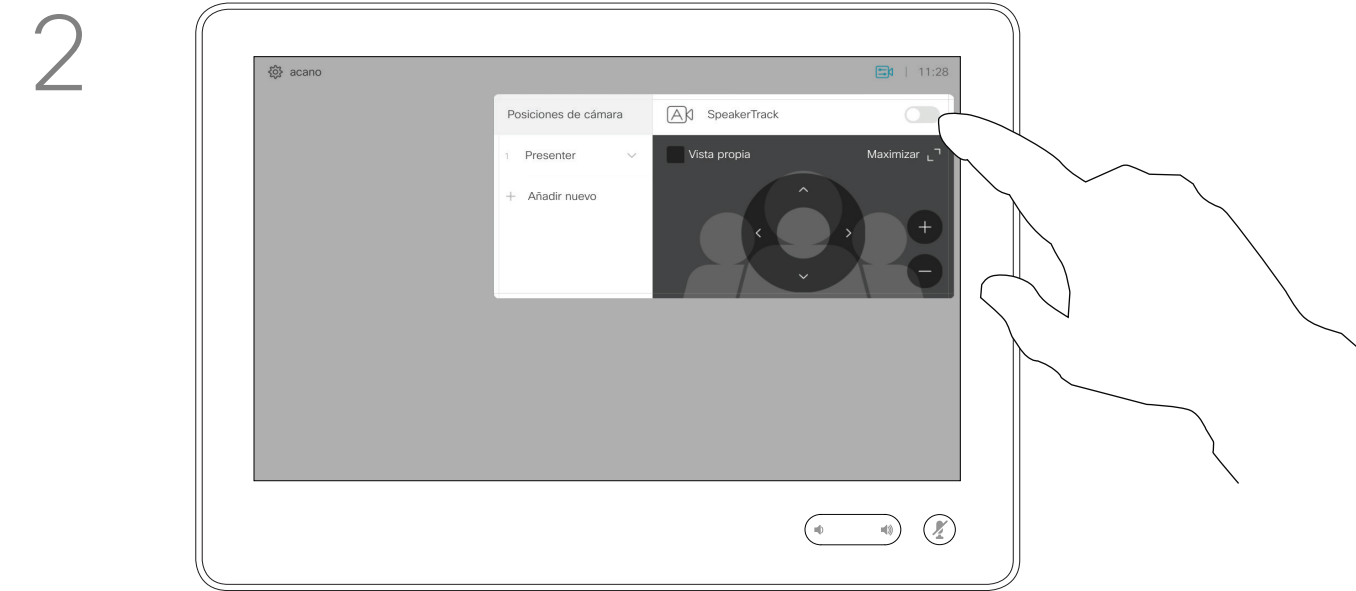 2
acano
11:28
Posiciones de cámara
SpeakerTrack
1 Presenter
Vista propia
Maximizar
+ Añadir nuevo